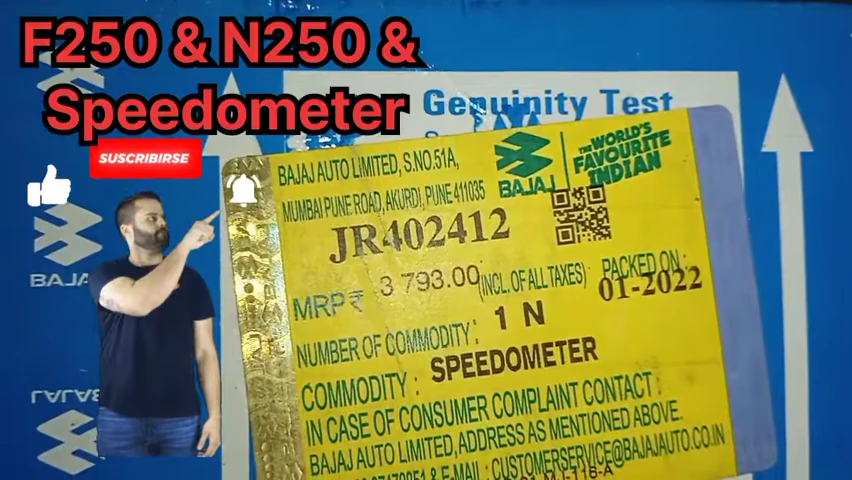 F250 & N250 &
Speedometer
SUSCRIBIRSE
Genuinity Test
BAJAJ AUTO LIMITED, S.NO.51A,
MUMBAI PUNE ROAD, AKURDI, PUNE 411035
BAJAJ
THE WORLD'S
FAVOURITE
INDIAN
JR402412
MRP₹ 3 793.00 (INCL. OF ALL TAXES)
PACKED ON :
01-2022
NUMBER OF COMMODITY : 1 N
COMMODITY : SPEEDOMETER
IN CASE OF CONSUMER COMPLAINT CONTACT :
BAJAJ AUTO LIMITED, ADDRESS AS MENTIONED ABOVE.
& E-MAIL : CUSTOMERSERVICE@BAJAJAUTO.CO.IN
BAJAJ
BAJAJ